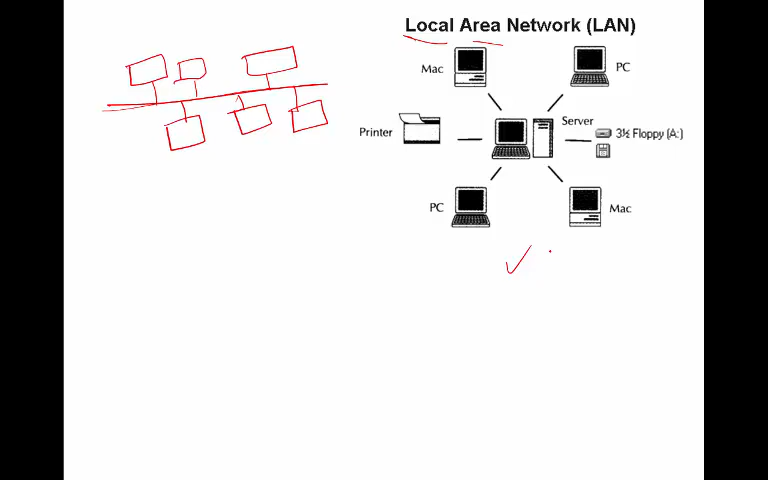 Local Area Network (LAN)
Mac
PC
Printer
Server
3½ Floppy (A:)
PC
Mac